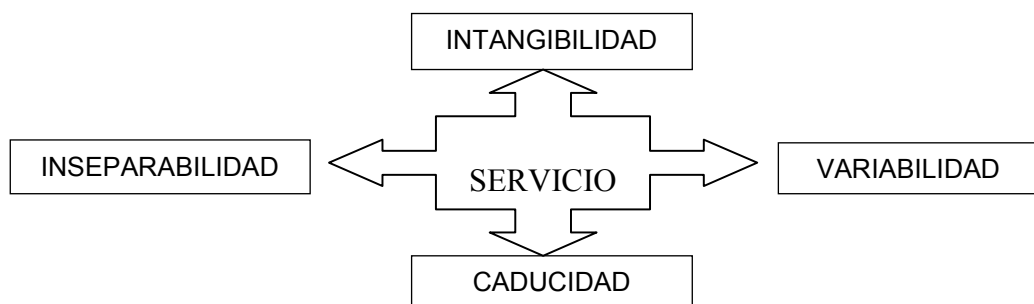 INTANGIBILIDAD
INSEPARABILIDAD
SERVICIO
VARIABILIDAD
CADUCIDAD